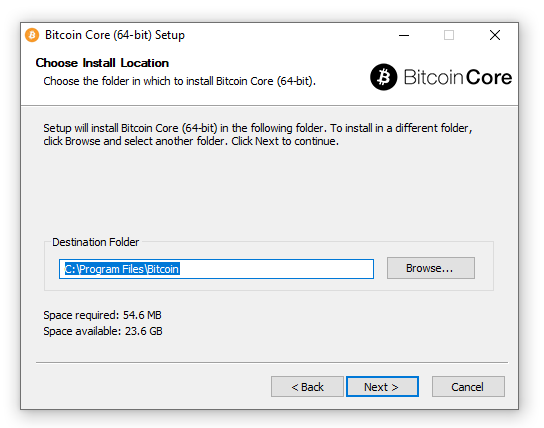 Bitcoin Core (64-bit) Setup
Choose Install Location
Choose the folder in which to install Bitcoin Core (64-bit).
BitcoinCore
Setup will install Bitcoin Core (64-bit) in the following folder. To install in a different folder,
click Browse and select another folder. Click Next to continue.
Destination Folder
C:\Program Files\Bitcoin
Browse...
Space required: 54.6 MB
Space available: 23.6 GB
< Back
Next >
Cancel